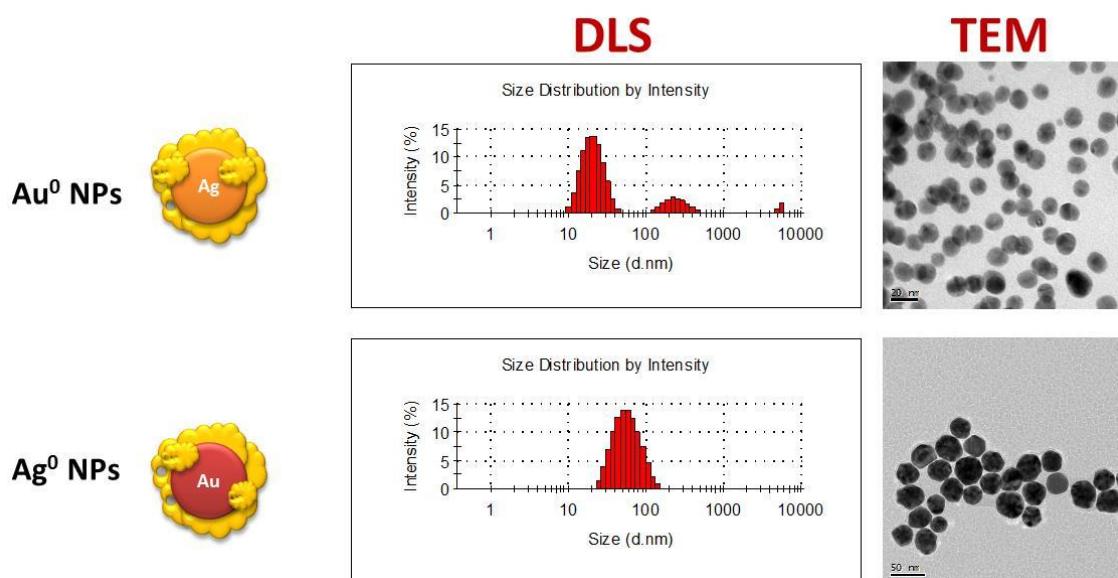 DLS
TEM
Au⁰ NPs
Ag
Size Distribution by Intensity
Intensity (%)
15
10
5
0
1
10
100
1000
10000
Size (d.nm)
20 nm
Ag⁰ NPs
Au
Size Distribution by Intensity
Intensity (%)
15
10
5
0
1
10
100
1000
10000
Size (d.nm)
50 nm